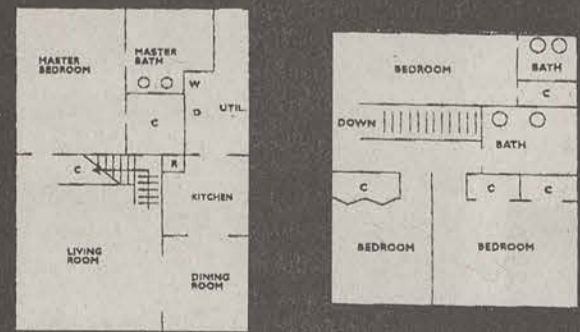 MASTER
BEDROOM
MASTER
BATH
W
D
UTIL.
C
C
R
KITCHEN
LIVING
ROOM
DINING
ROOM
BEDROOM
BATH
C
DOWN
BATH
C
C
C
BEDROOM
BEDROOM